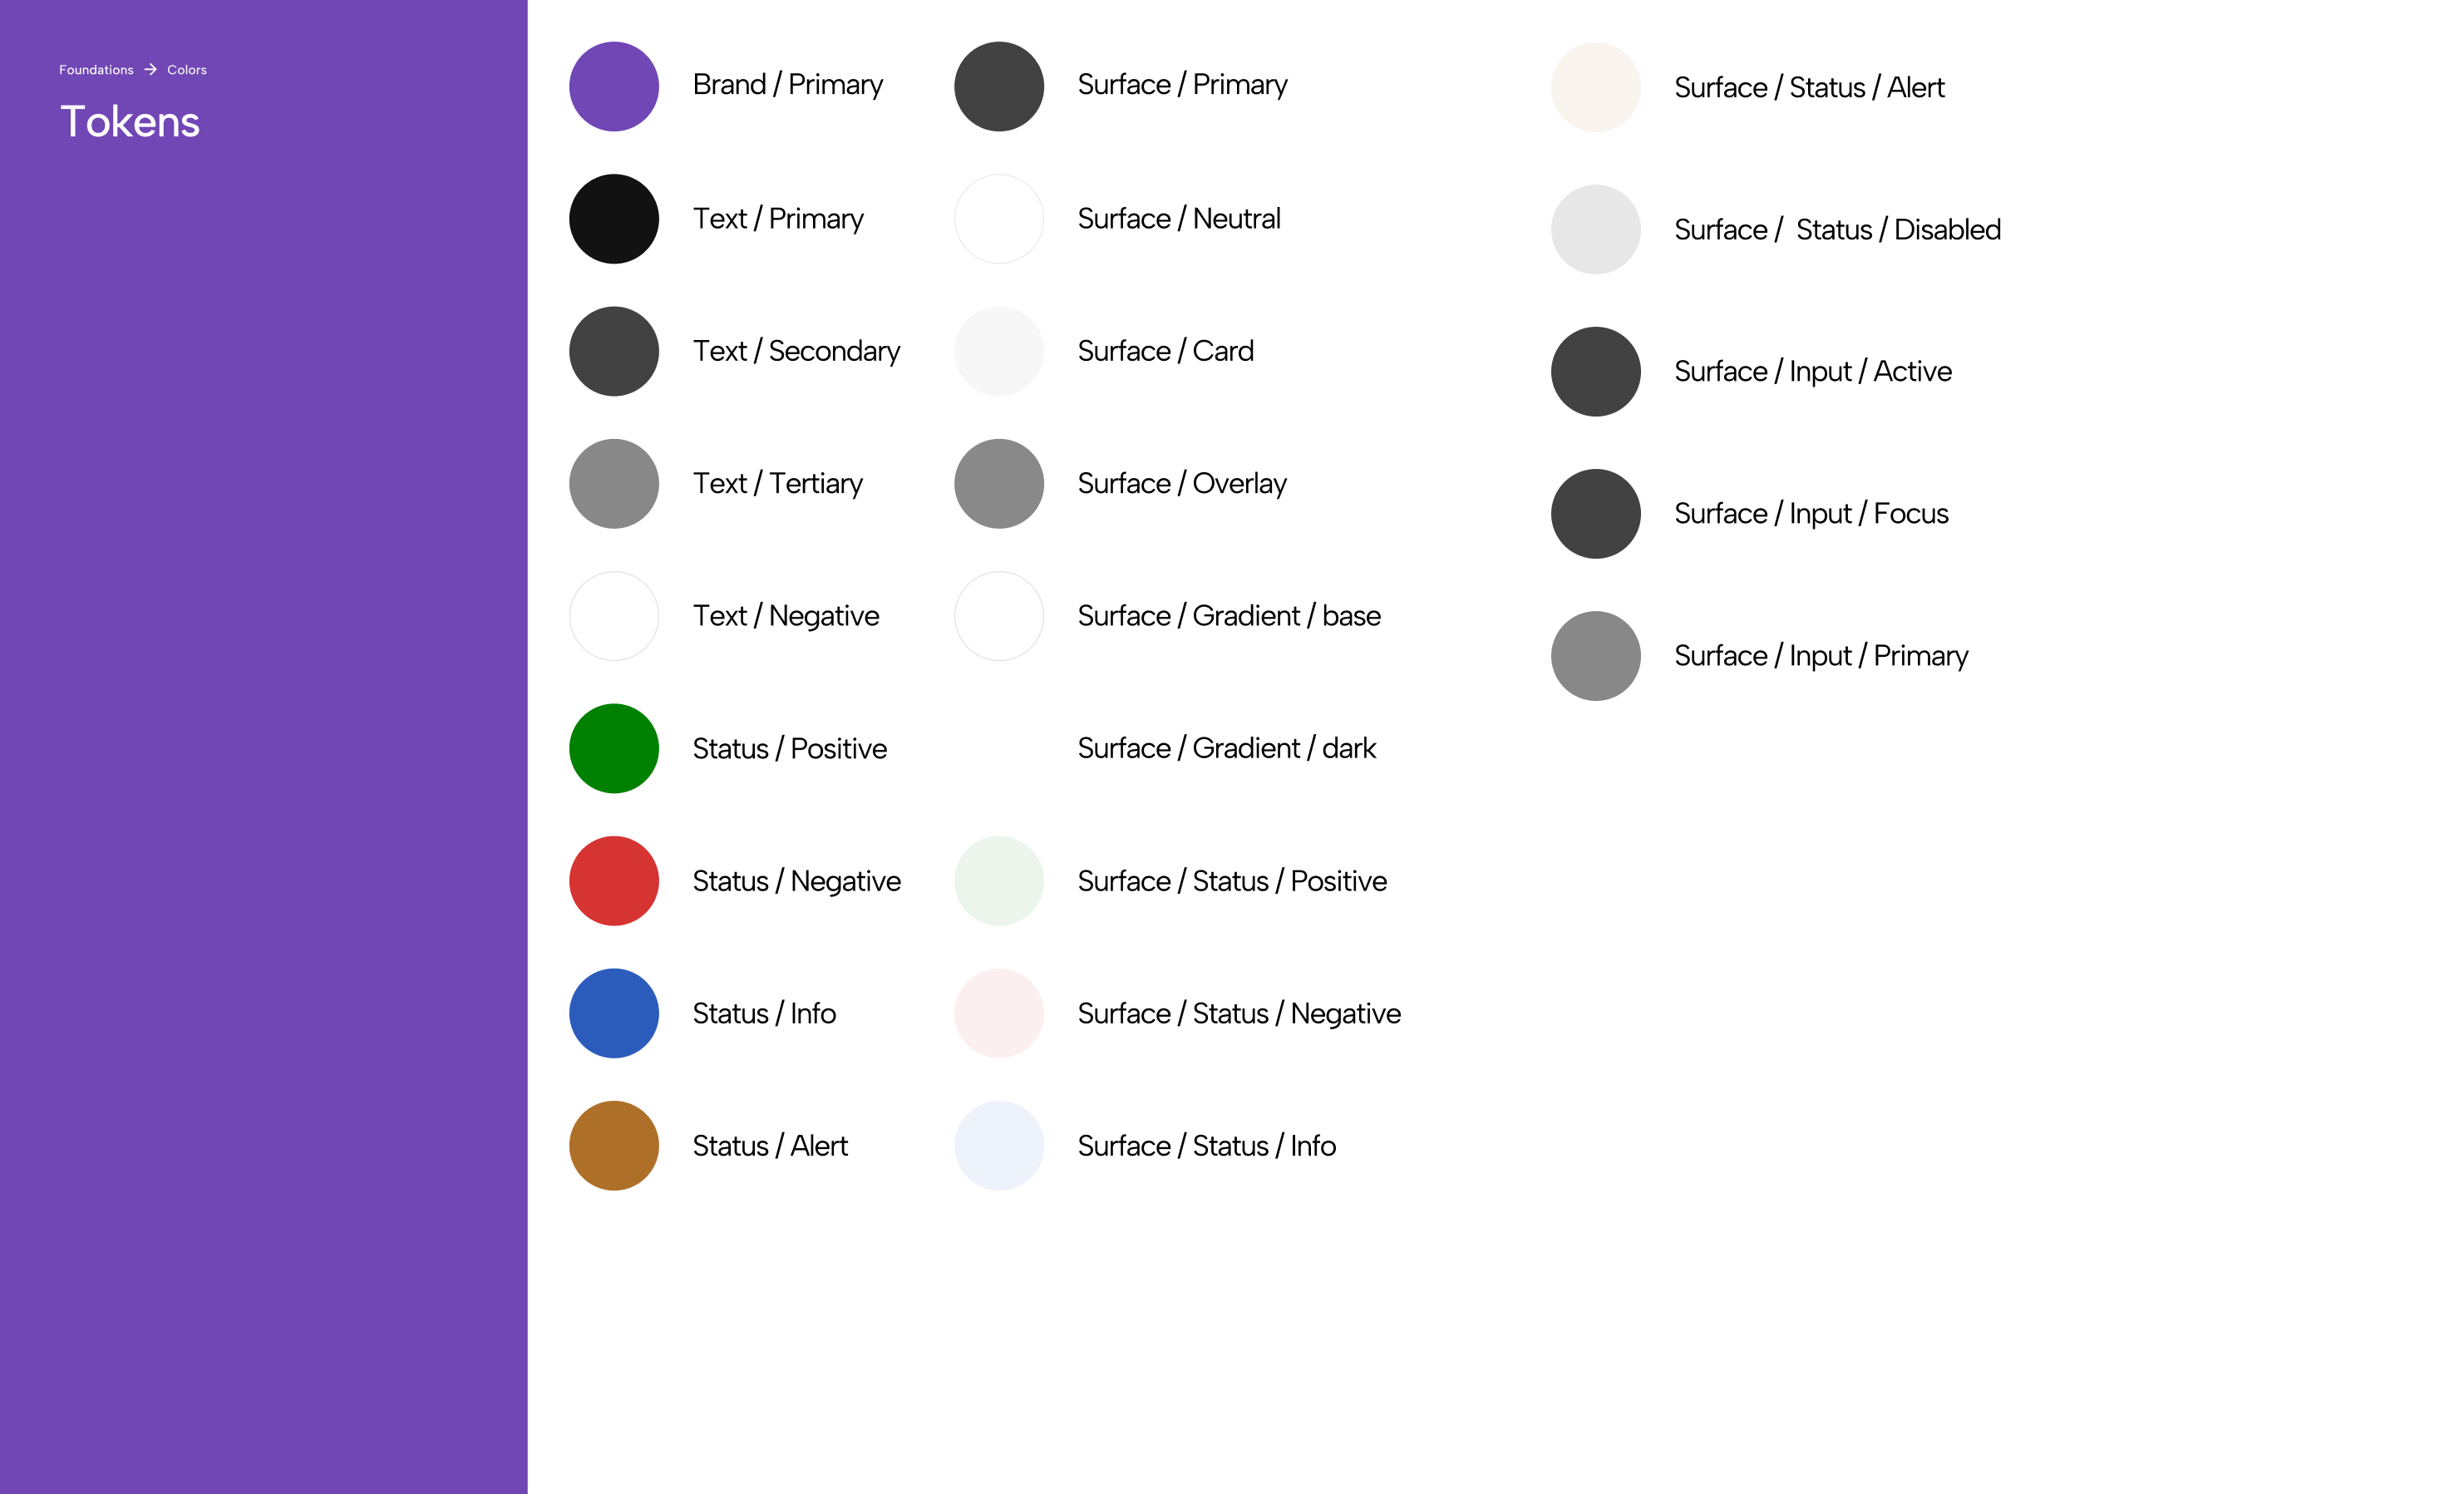 Foundations → Colors
Tokens
Brand / Primary
Text / Primary
Text / Secondary
Text / Tertiary
Text / Negative
Status / Positive
Status / Negative
Status / Info
Status / Alert
Surface / Primary
Surface / Neutral
Surface / Card
Surface / Overlay
Surface / Gradient / base
Surface / Gradient / dark
Surface / Status / Positive
Surface / Status / Negative
Surface / Status / Info
Surface / Status / Alert
Surface /  Status / Disabled
Surface / Input / Active
Surface / Input / Focus
Surface / Input / Primary